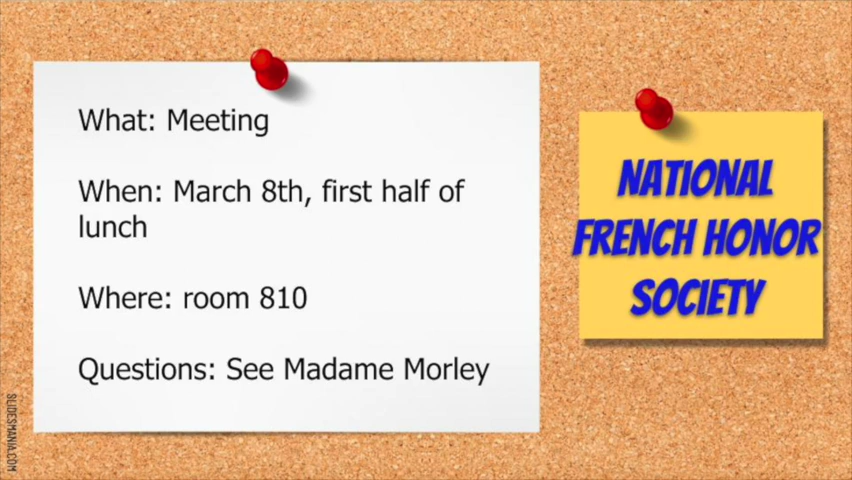 What: Meeting
When: March 8th, first half of
lunch
Where: room 810
Questions: See Madame Morley
NATIONAL
FRENCH HONOR
SOCIETY
SLIDESMANIA.COM